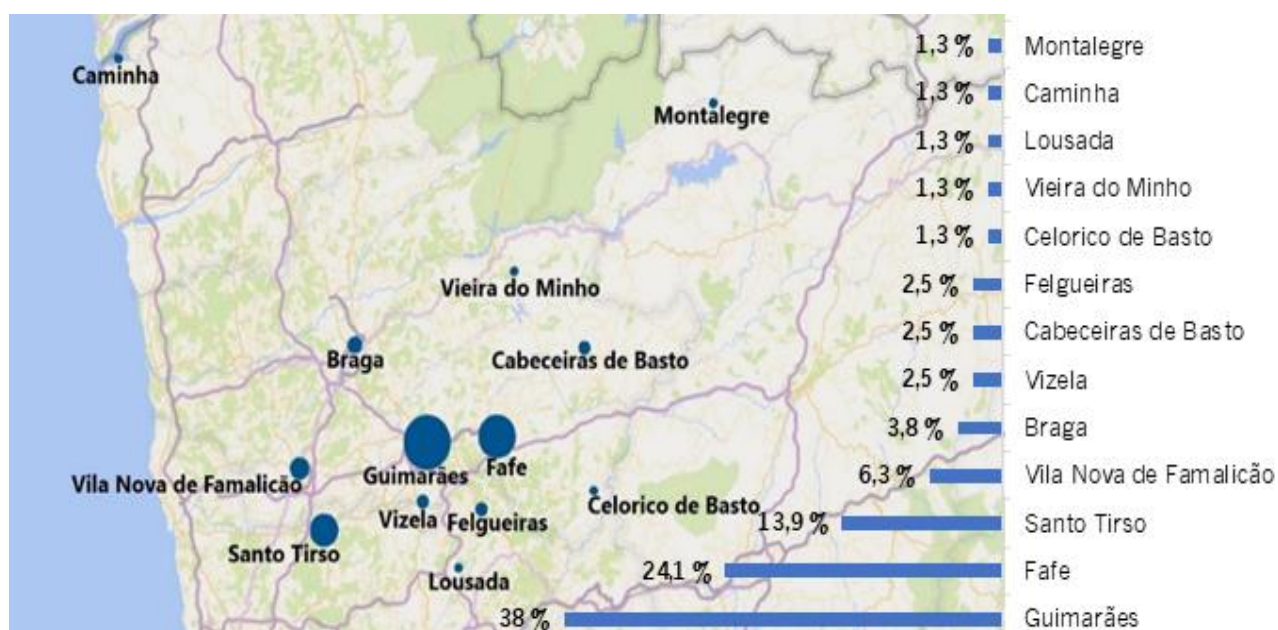 Caminha
Montalegre
Vieira do Minho
Braga
Cabeceiras de Basto
Guimarães
Fafe
Vila Nova de Famalicão
Vizela
Felgueiras
Celorico de Basto
Santo Tirso
Lousada
1,3 % Montalegre
1,3 % Caminha
1,3 % Lousada
1,3 % Vieira do Minho
1,3 % Celorico de Basto
2,5 % Felgueiras
2,5 % Cabeceiras de Basto
2,5 % Vizela
3,8 % Braga
6,3 % Vila Nova de Famalicão
13,9 % Santo Tirso
24,1 % Fafe
38 % Guimarães